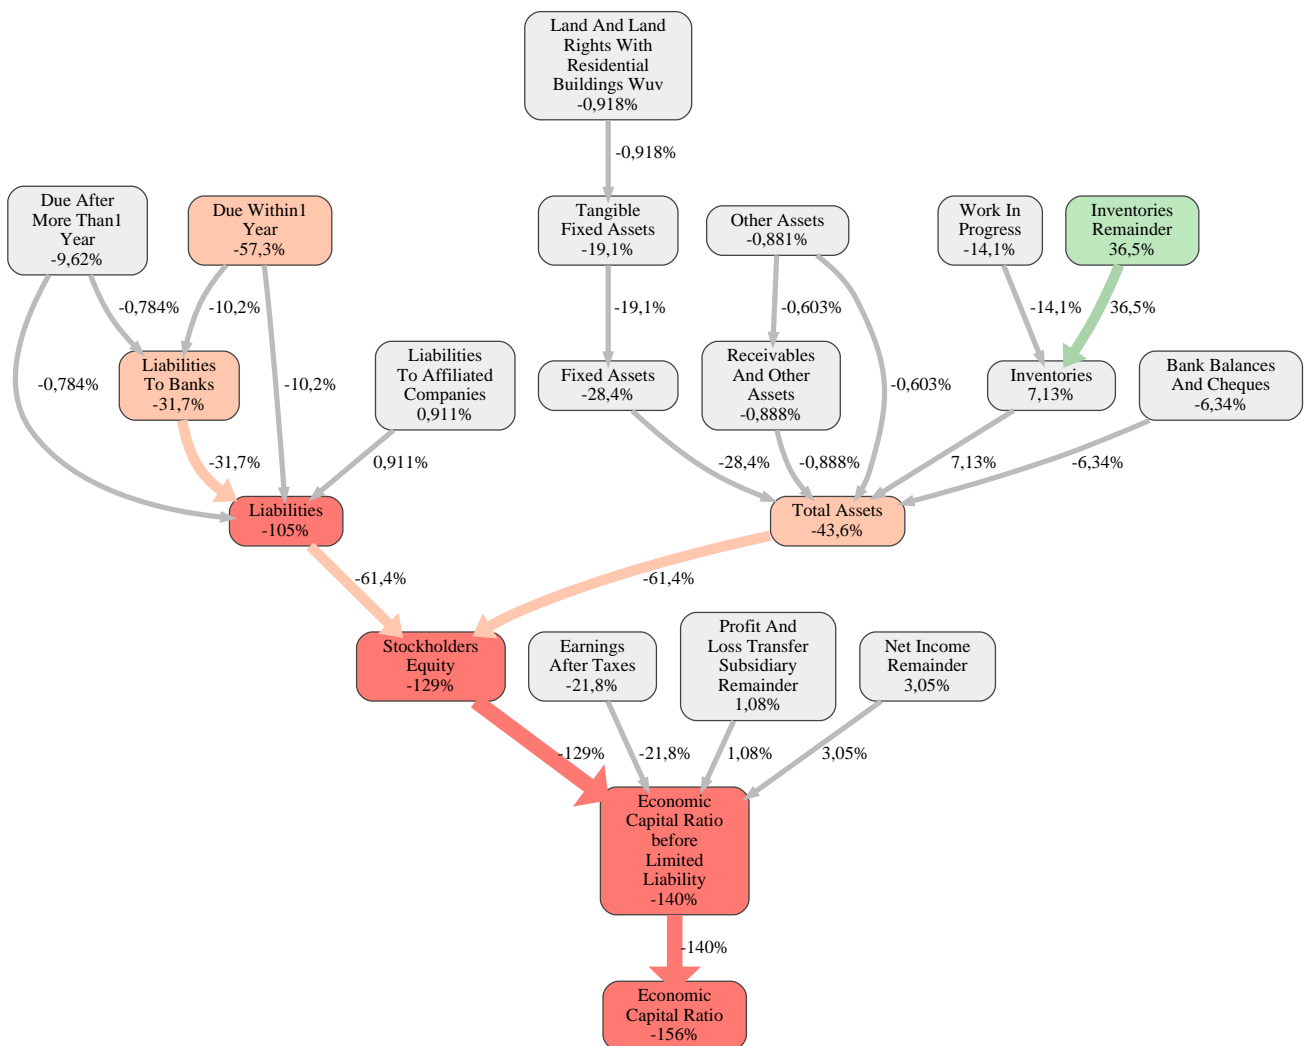 Land And Land
Rights With
Residential
Buildings Wuv
-0,918%
-0,918%
Due After
More Than1
Year
-9,62%
Due Within1
Year
-57,3%
Tangible
Fixed Assets
-19,1%
Other Assets
-0,881%
Work In
Progress
-14,1%
Inventories
Remainder
36,5%
-0,784%
-10,2%
-19,1%
-0,603%
-14,1%
36,5%
-0,784%
Liabilities
To Banks
-31,7%
-10,2%
Liabilities
To Affiliated
Companies
0,911%
Fixed Assets
-28,4%
Receivables
And Other
Assets
-0,888%
-0,603%
Inventories
7,13%
Bank Balances
And Cheques
-6,34%
-31,7%
0,911%
-28,4%
-0,888%
7,13%
-6,34%
Liabilities
-105%
Total Assets
-43,6%
-61,4%
-61,4%
Stockholders
Equity
-129%
Earnings
After Taxes
-21,8%
Profit And
Loss Transfer
Subsidiary
Remainder
1,08%
Net Income
Remainder
3,05%
-129%
-21,8%
1,08%
3,05%
Economic
Capital Ratio
before
Limited
Liability
-140%
-140%
Economic
Capital Ratio
-156%